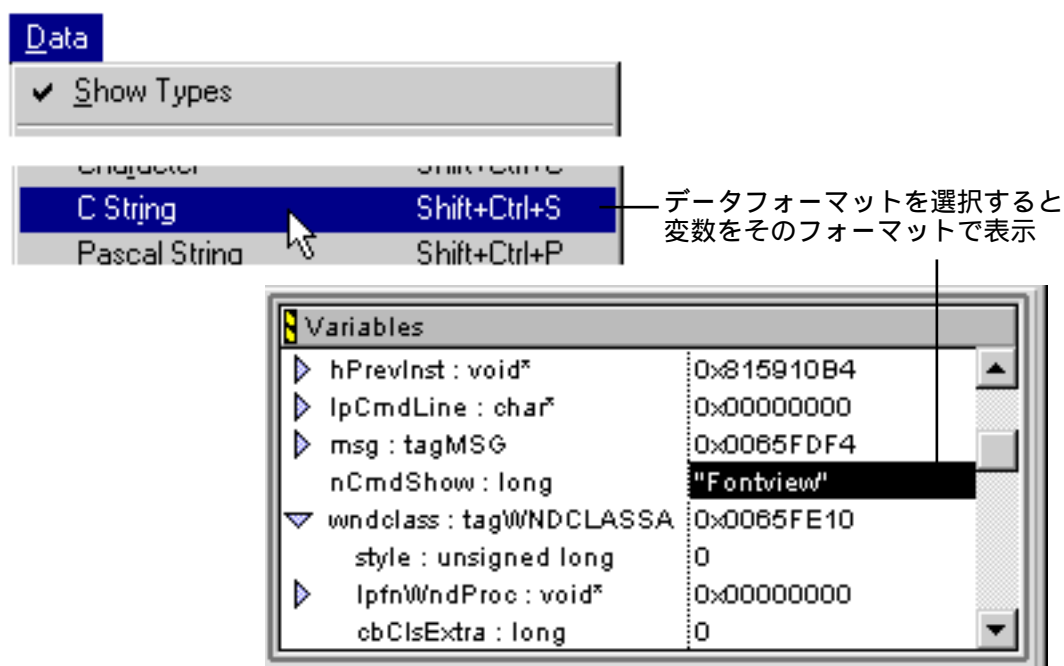 Data
Show Types
Character Shift+Ctrl+C
C String Shift+Ctrl+S
Pascal String Shift+Ctrl+P
データフォーマットを選択すると
変数をそのフォーマットで表示
Variables
hPrevInst : void* 0x815910B4
lpCmdLine : char* 0x00000000
msg : tagMSG 0x0065FDF4
nCmdShow : long "Fontview"
wndclass : tagWNDCLASSA 0x0065FE10
style : unsigned long 0
lpfnWndProc : void* 0x00000000
cbClsExtra : long 0